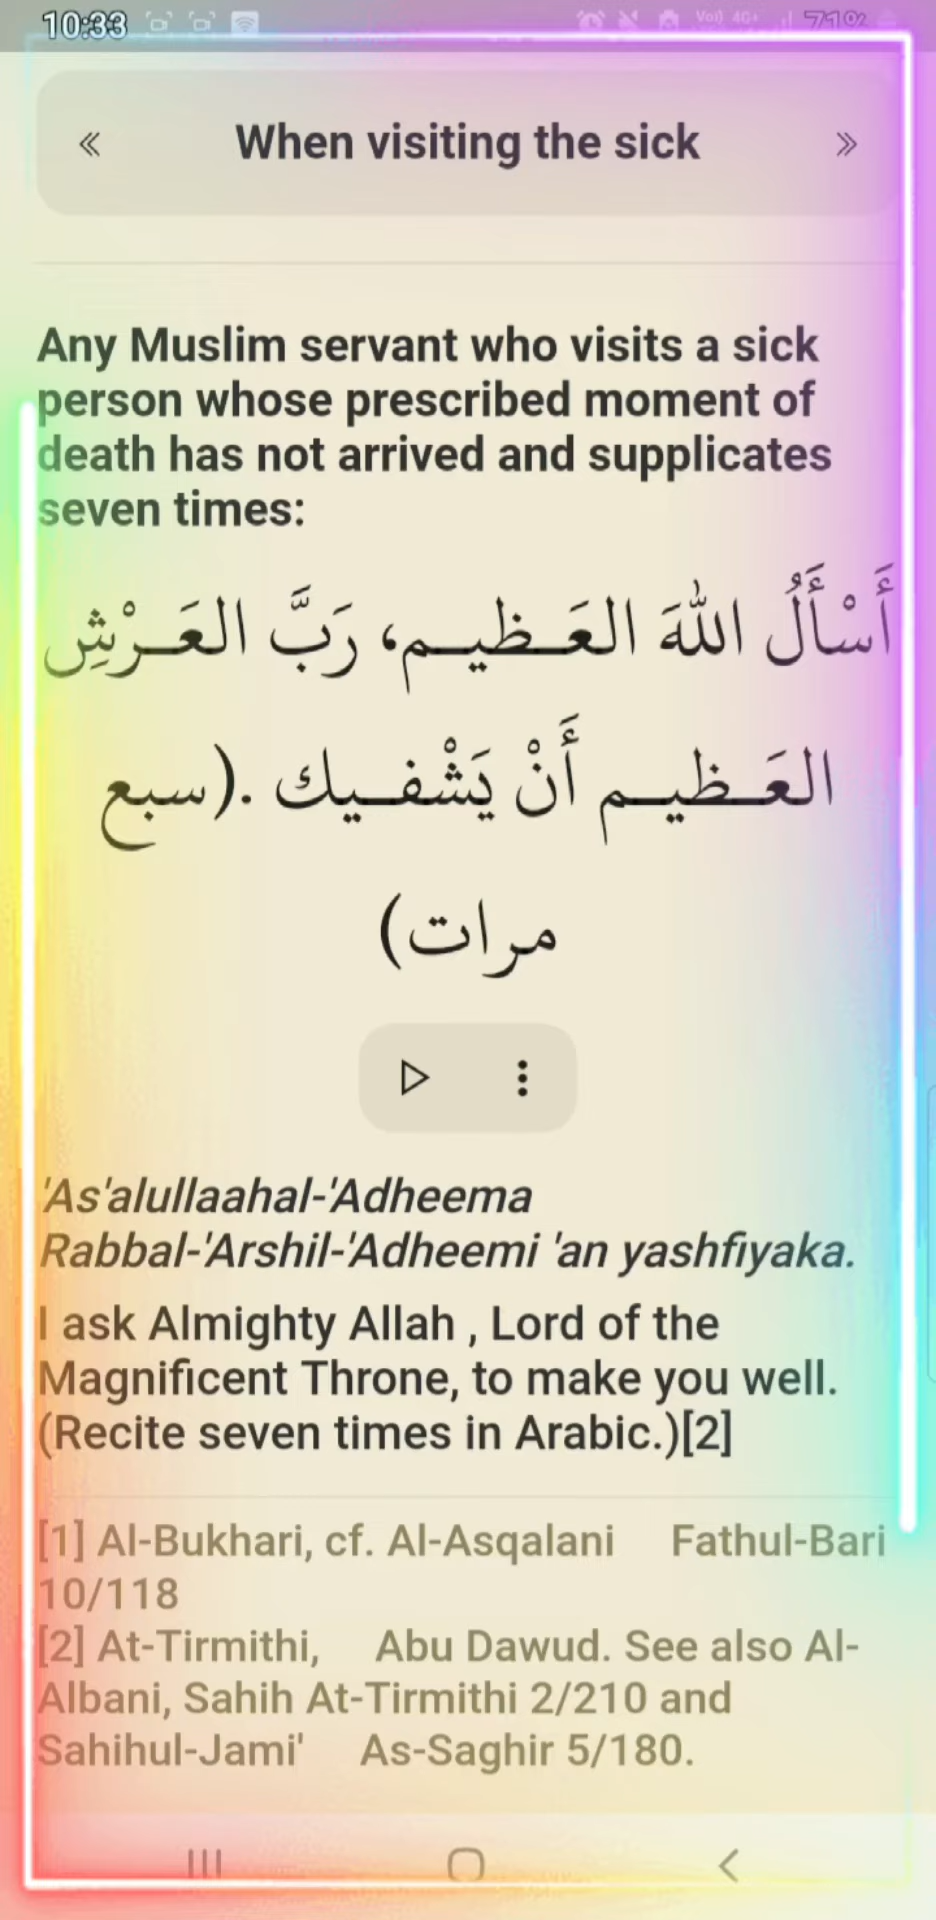 10:33
Vo)) 4G+ 71%
« When visiting the sick »
Any Muslim servant who visits a sick
person whose prescribed moment of
death has not arrived and supplicates
seven times:
أَسْأَلُ اللهَ العَـظيـم، رَبَّ العَـرْشِ
العَـظيـم أَنْ يَشْفـيك .(سبع
مرات)
'As'alullaahal-'Adheema
Rabbal-'Arshil-'Adheemi 'an yashfiyaka.
I ask Almighty Allah , Lord of the
Magnificent Throne, to make you well.
(Recite seven times in Arabic.)[2]
[1] Al-Bukhari, cf. Al-Asqalani Fathul-Bari
10/118
[2] At-Tirmithi, Abu Dawud. See also Al-
Albani, Sahih At-Tirmithi 2/210 and
Sahihul-Jami' As-Saghir 5/180.